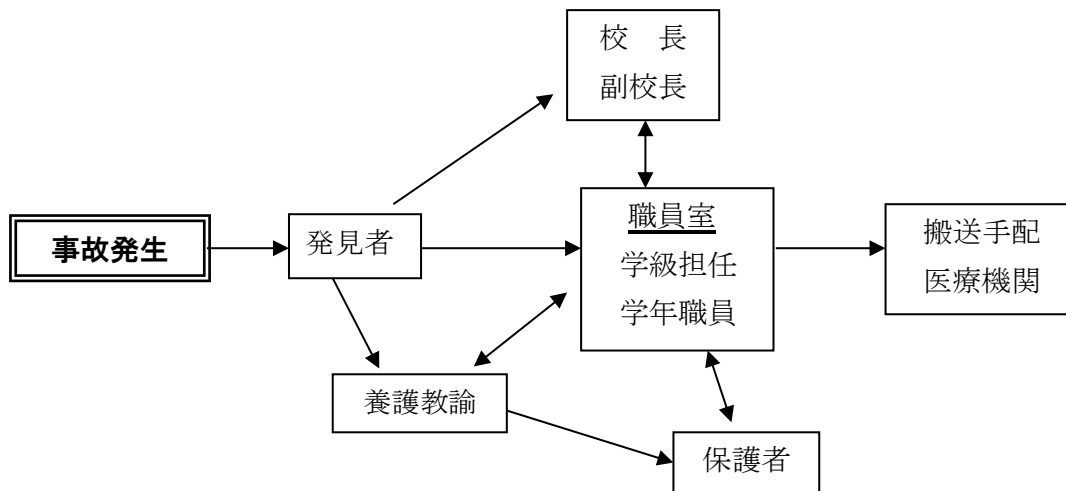 校　長
副校長
事故発生
発見者
職員室
学級担任
学年職員
搬送手配
医療機関
養護教諭
保護者